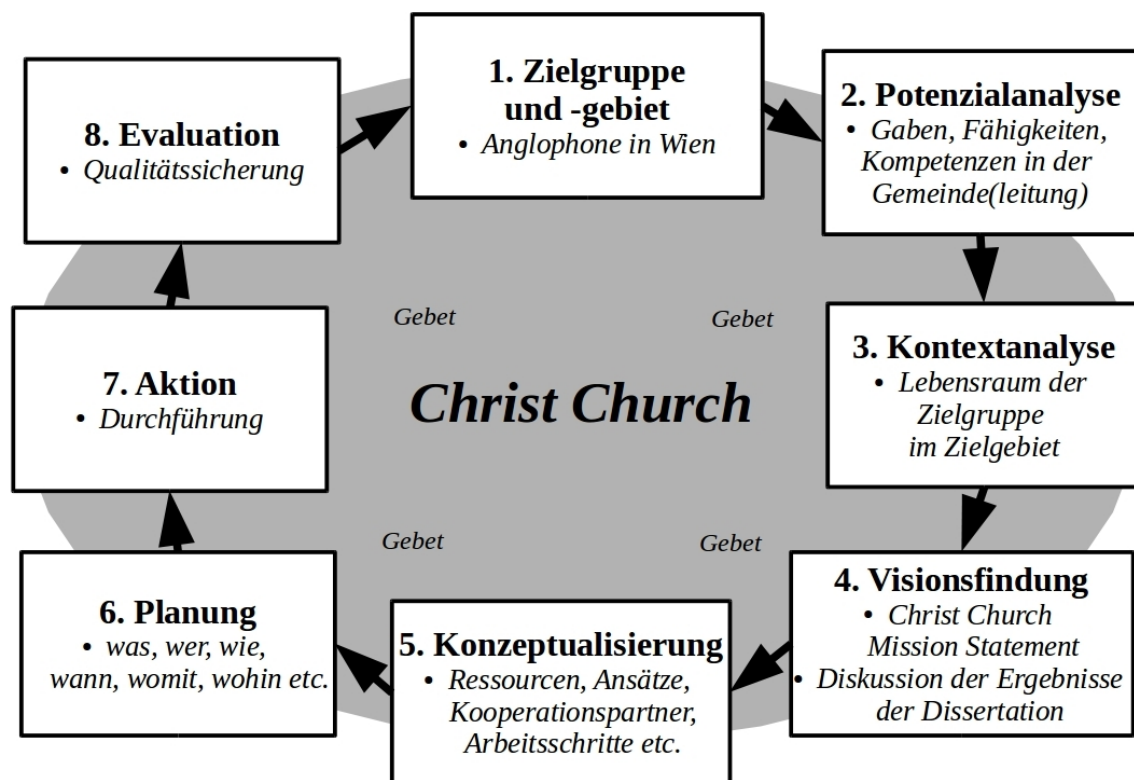 1. Zielgruppe
und -gebiet
• Anglophone in Wien
2. Potenzialanalyse
• Gaben, Fähigkeiten,
Kompetenzen in der
Gemeinde(leitung)
3. Kontextanalyse
• Lebensraum der
Zielgruppe
im Zielgebiet
4. Visionsfindung
• Christ Church
Mission Statement
• Diskussion der Ergebnisse
der Dissertation
5. Konzeptualisierung
• Ressourcen, Ansätze,
Kooperationspartner,
Arbeitsschritte etc.
6. Planung
• was, wer, wie,
wann, womit, wohin etc.
7. Aktion
• Durchführung
8. Evaluation
• Qualitätssicherung
Gebet
Gebet
Christ Church
Gebet
Gebet